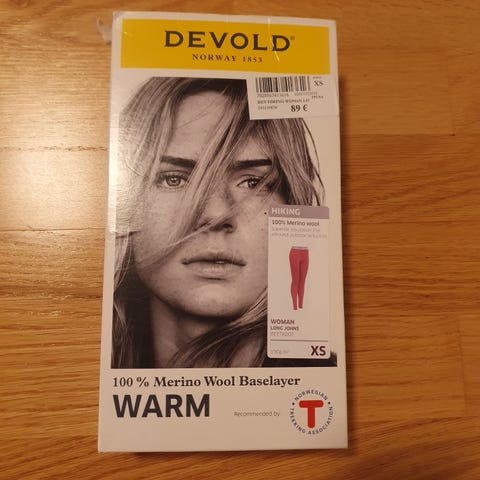 DEVOLD®
NORWAY 1853
XS
89 €
HIKING
100% Merino wool
WOMAN
LONG JOHNS
BEETROOT
XS
100 % Merino Wool Baselayer
WARM
Recommended by:
NORWEGIAN
T
TREKKING ASSOCIATION